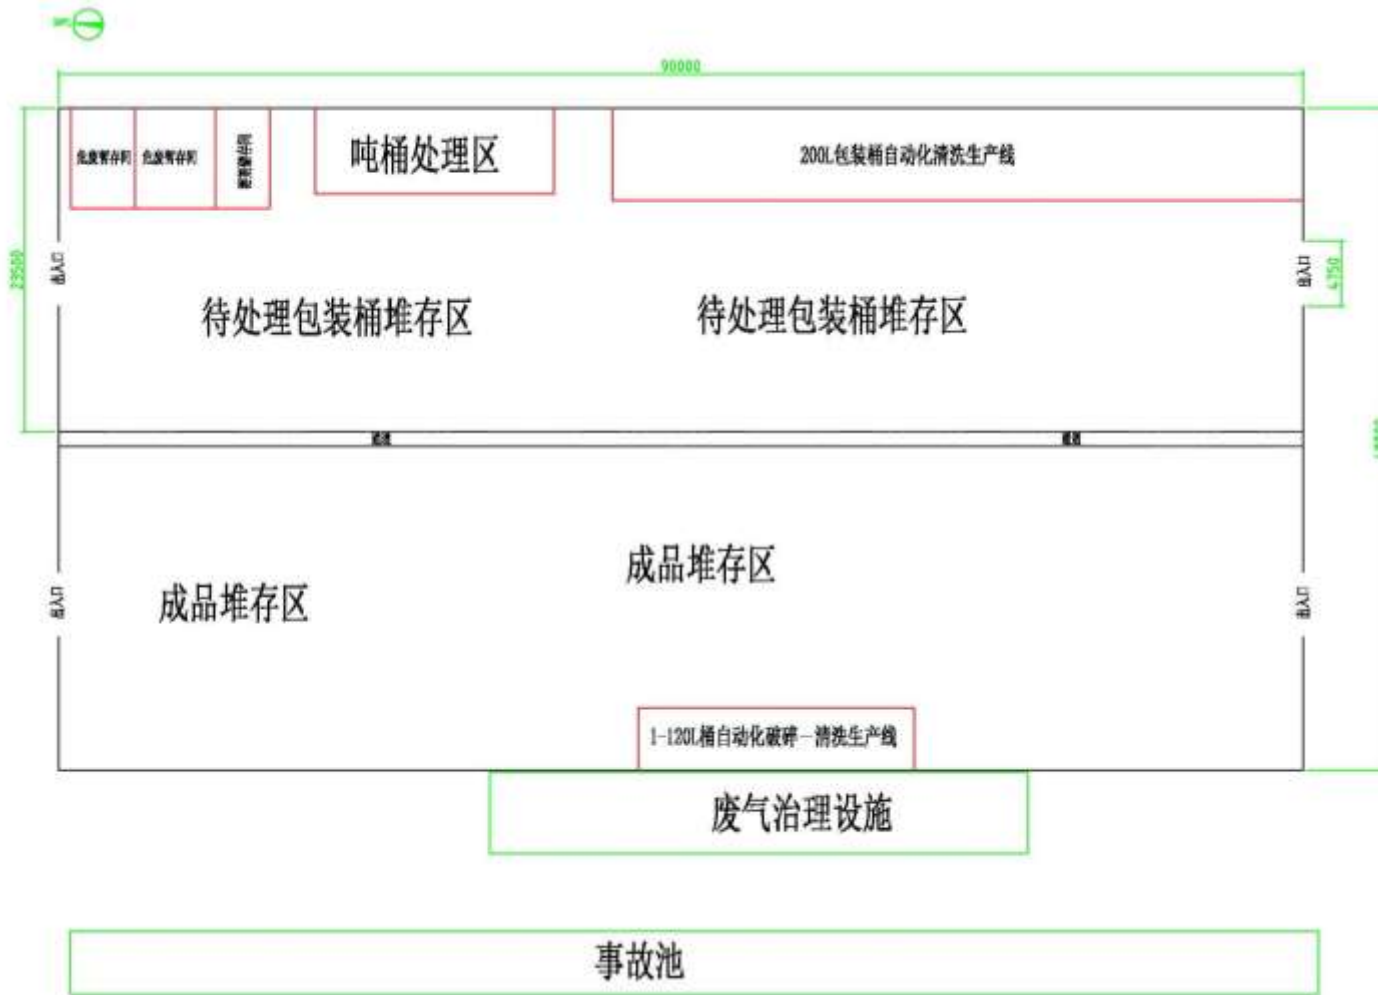 90000
危废暂存间
危废暂存间
吨桶处理区
200L包装桶自动化清洗生产线
23500
出入口
出入口
4750
待处理包装桶堆存区
待处理包装桶堆存区
成品堆存区
成品堆存区
出入口
出入口
1-120L桶自动化破碎—清洗生产线
废气治理设施
事故池